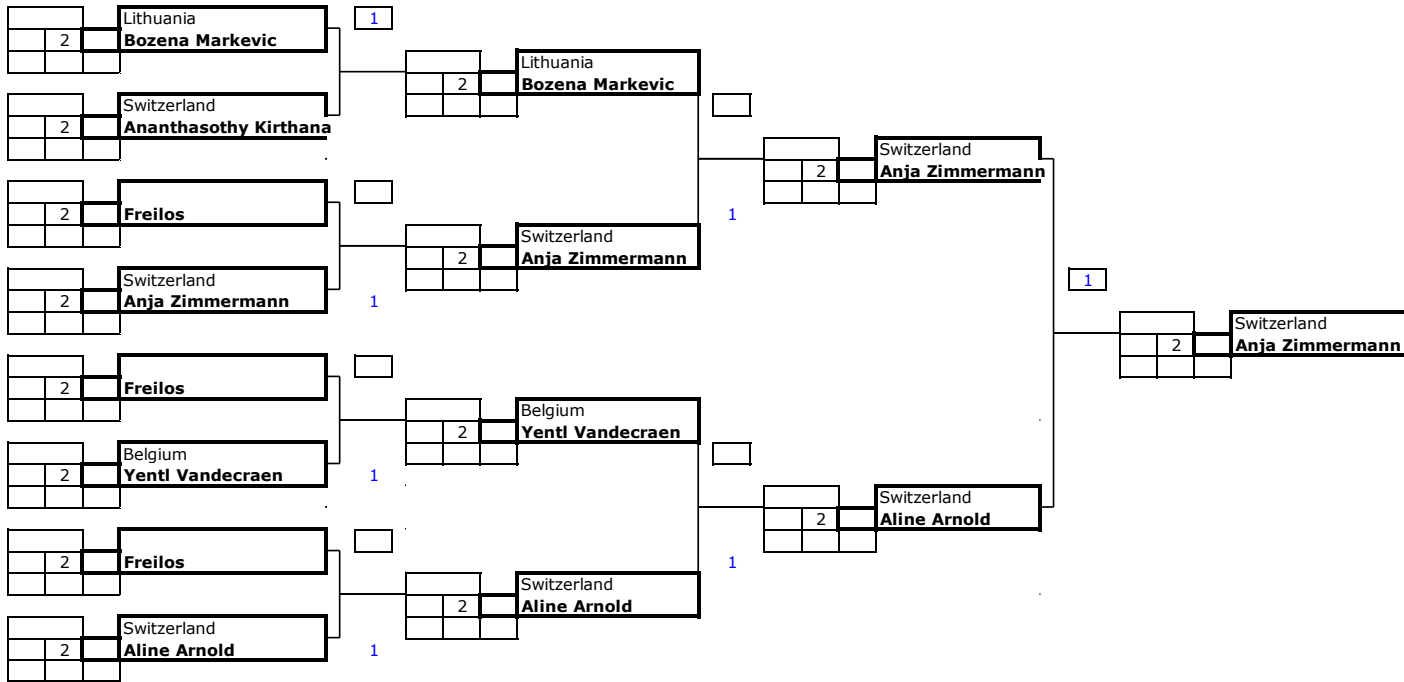 Lithuania
1
2
Bozena Markevic
Lithuania
2
Bozena Markevic
Switzerland
2
Ananthasothy Kirthana
Switzerland
2
Anja Zimmermann
2
Freilos
1
Switzerland
2
Anja Zimmermann
Switzerland
2
Anja Zimmermann
1
1
Switzerland
2
Anja Zimmermann
2
Freilos
Belgium
2
Yentl Vandecraen
Belgium
2
Yentl Vandecraen
1
Switzerland
2
Aline Arnold
2
Freilos
1
Switzerland
2
Aline Arnold
Switzerland
2
Aline Arnold
1